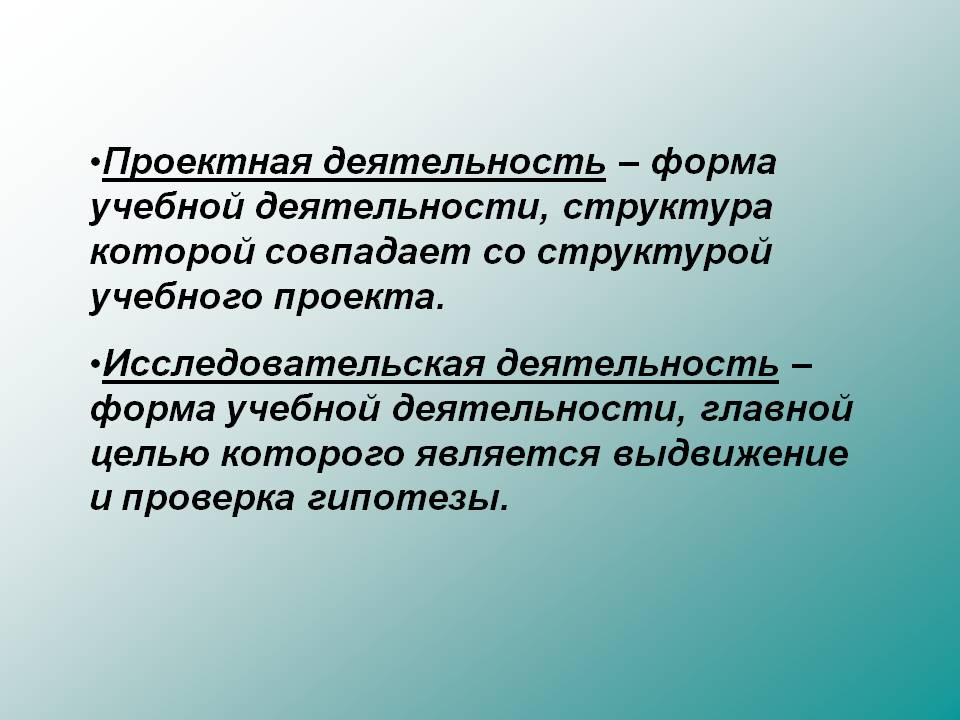 •Проектная деятельность – форма
учебной деятельности, структура
которой совпадает со структурой
учебного проекта.
•Исследовательская деятельность –
форма учебной деятельности, главной
целью которого является выдвижение
и проверка гипотезы.